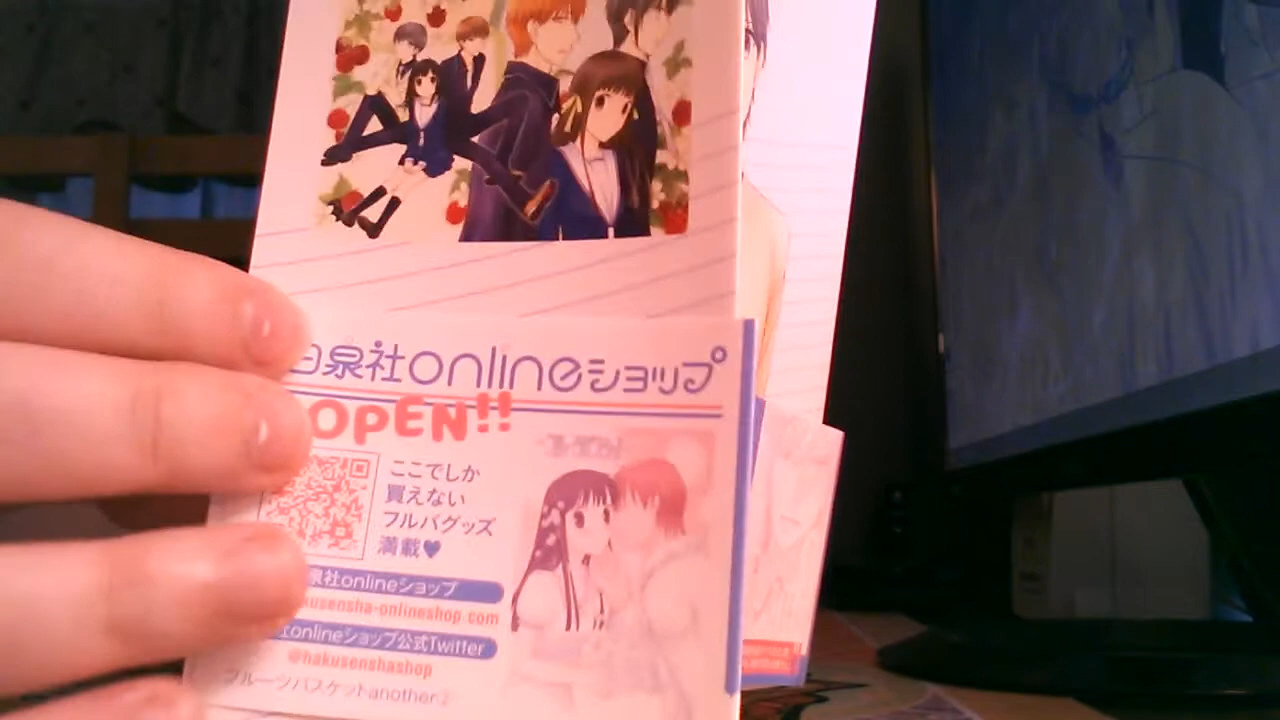 泉社onlineショップ
OPEN!!
ここでしか
買えない
フルバグッズ
満載♥
泉社onlineショップ
kusensha-onlineshop.com
社onlineショップ公式Twitter
@hakusenshashop
フルーツバスケットanother